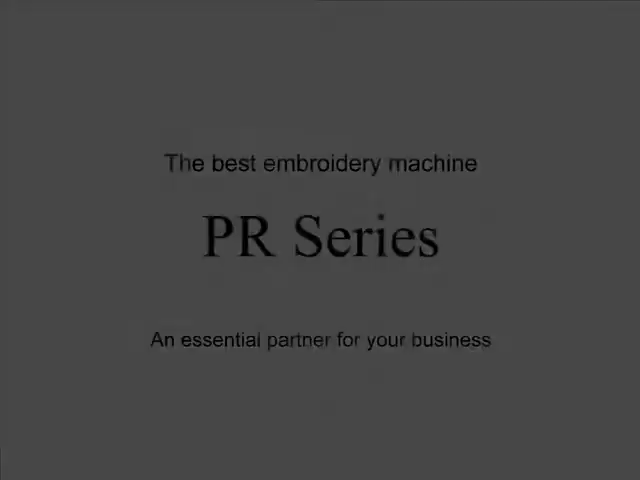 The best embroidery machine
PR Series
An essential partner for your business